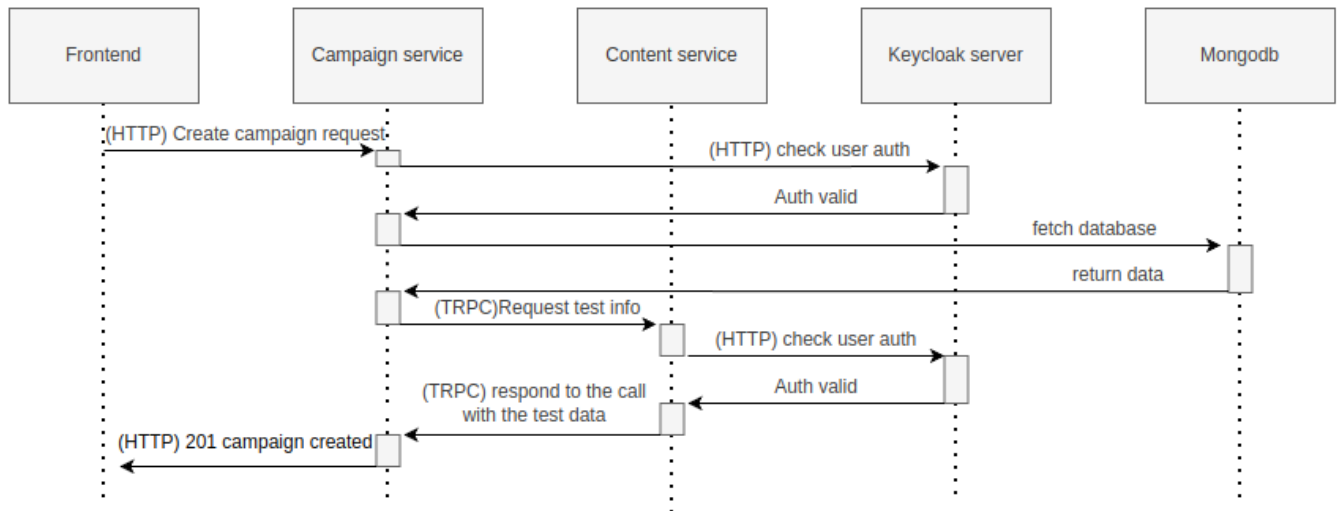 Frontend
Campaign service
Content service
Keycloak server
Mongodb
(HTTP) Create campaign request
(HTTP) check user auth
Auth valid
fetch database
return data
(TRPC)Request test info
(HTTP) check user auth
Auth valid
(TRPC) respond to the call
with the test data
(HTTP) 201 campaign created